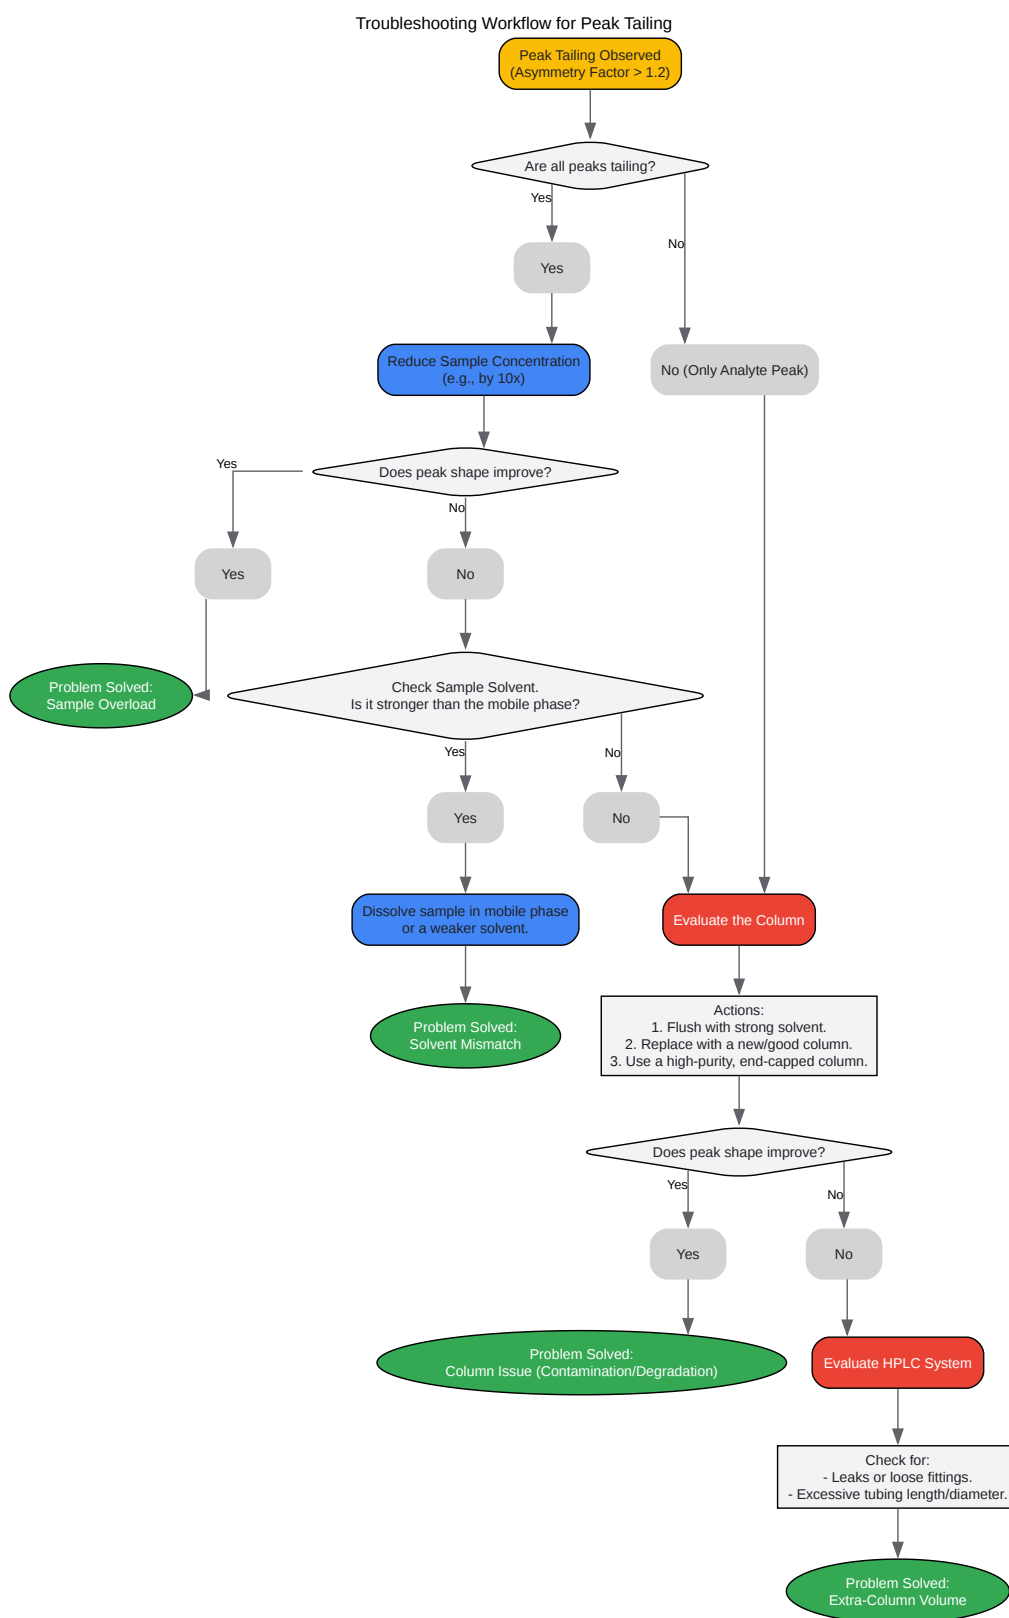 Troubleshooting Workflow for Peak Tailing
Peak Tailing Observed
(Asymmetry Factor > 1.2)
Are all peaks tailing?
Yes
No
Yes
Reduce Sample Concentration
(e.g., by 10x)
No (Only Analyte Peak)
Does peak shape improve?
Yes
No
Yes
No
Problem Solved:
Sample Overload
Check Sample Solvent.
Is it stronger than the mobile phase?
Yes
No
Yes
No
Dissolve sample in mobile phase
or a weaker solvent.
Evaluate the Column
Problem Solved:
Solvent Mismatch
Actions:
1. Flush with strong solvent.
2. Replace with a new/good column.
3. Use a high-purity, end-capped column.
Does peak shape improve?
Yes
No
Yes
No
Problem Solved:
Column Issue (Contamination/Degradation)
Evaluate HPLC System
Check for:
- Leaks or loose fittings.
- Excessive tubing length/diameter.
Problem Solved:
Extra-Column Volume